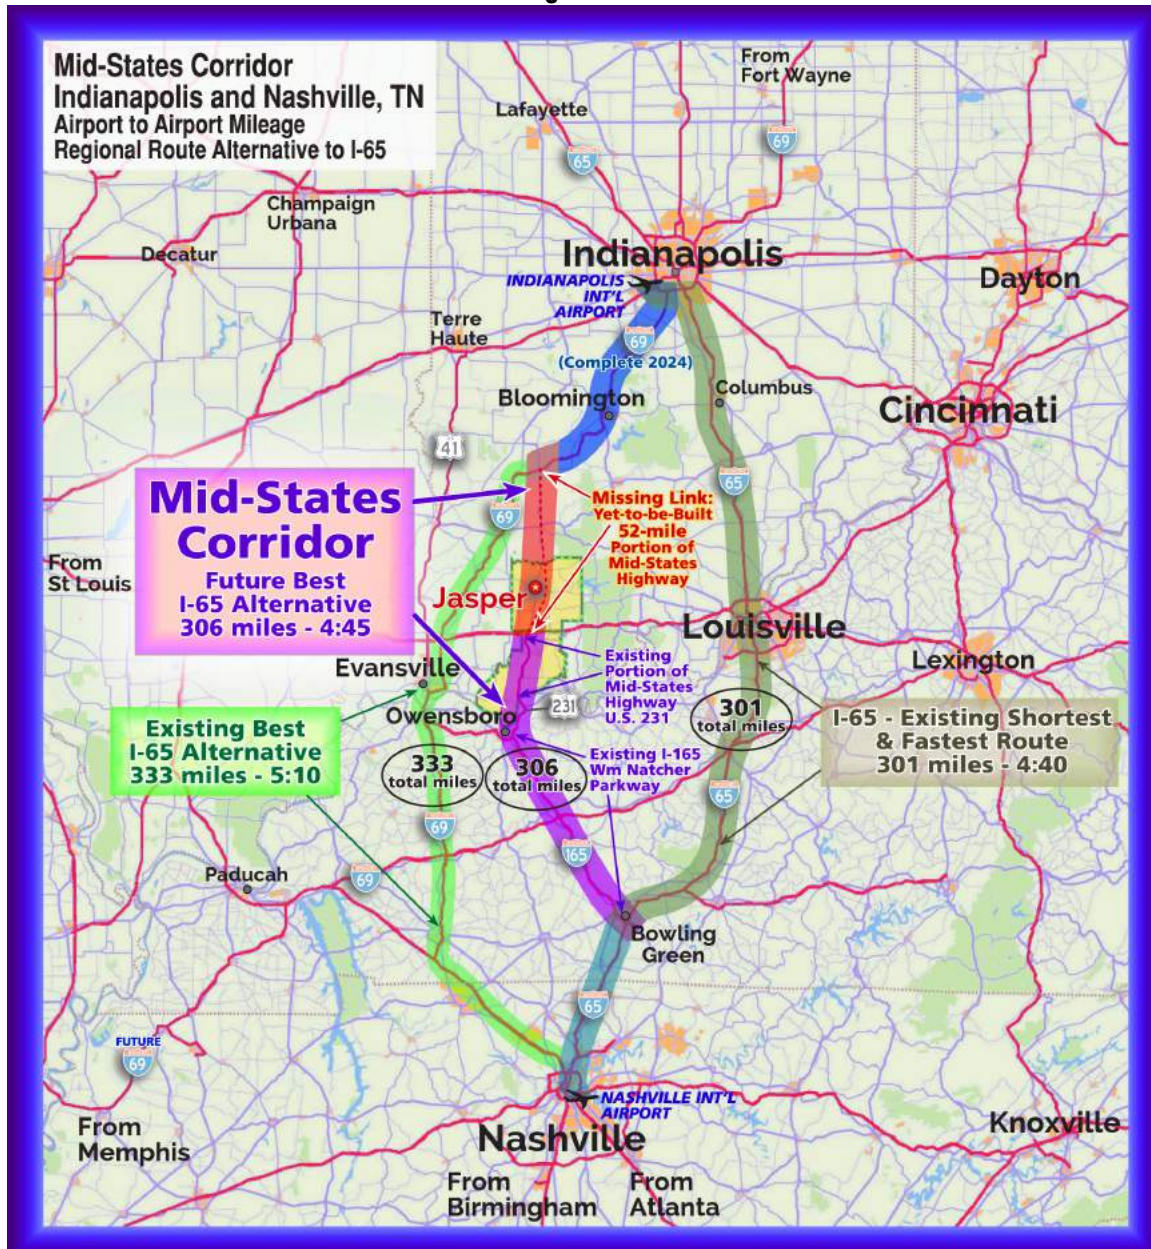 Mid-States Corridor
Indianapolis and Nashville, TN
Airport to Airport Mileage
Regional Route Alternative to I-65
From
Fort Wayne
Lafayette
69
65
Champaign
Urbana
Decatur
Indianapolis
Dayton
INDIANAPOLIS
INT'L
AIRPORT
Terre
Haute
69
(Complete 2024)
Bloomington
Columbus
Cincinnati
41
65
Mid-States
Corridor
Future Best
I-65 Alternative
306 miles - 4:45
69
Missing Link:
Yet-to-be-Built
52-mile
Portion of
Mid-States
Highway
From
St Louis
Jasper
Louisville
Lexington
Evansville
Existing
Portion of
Mid-States
Highway
U.S. 231
231
Owensboro
301
total miles
I-65 - Existing Shortest
& Fastest Route
301 miles - 4:40
Existing Best
I-65 Alternative
333 miles - 5:10
333
total miles
306
total miles
Existing I-165
Wm Natcher
Parkway
65
69
165
Paducah
69
Bowling
Green
65
FUTURE
69
NASHVILLE INT'L
AIRPORT
From
Memphis
Nashville
Knoxville
From
Birmingham
From
Atlanta